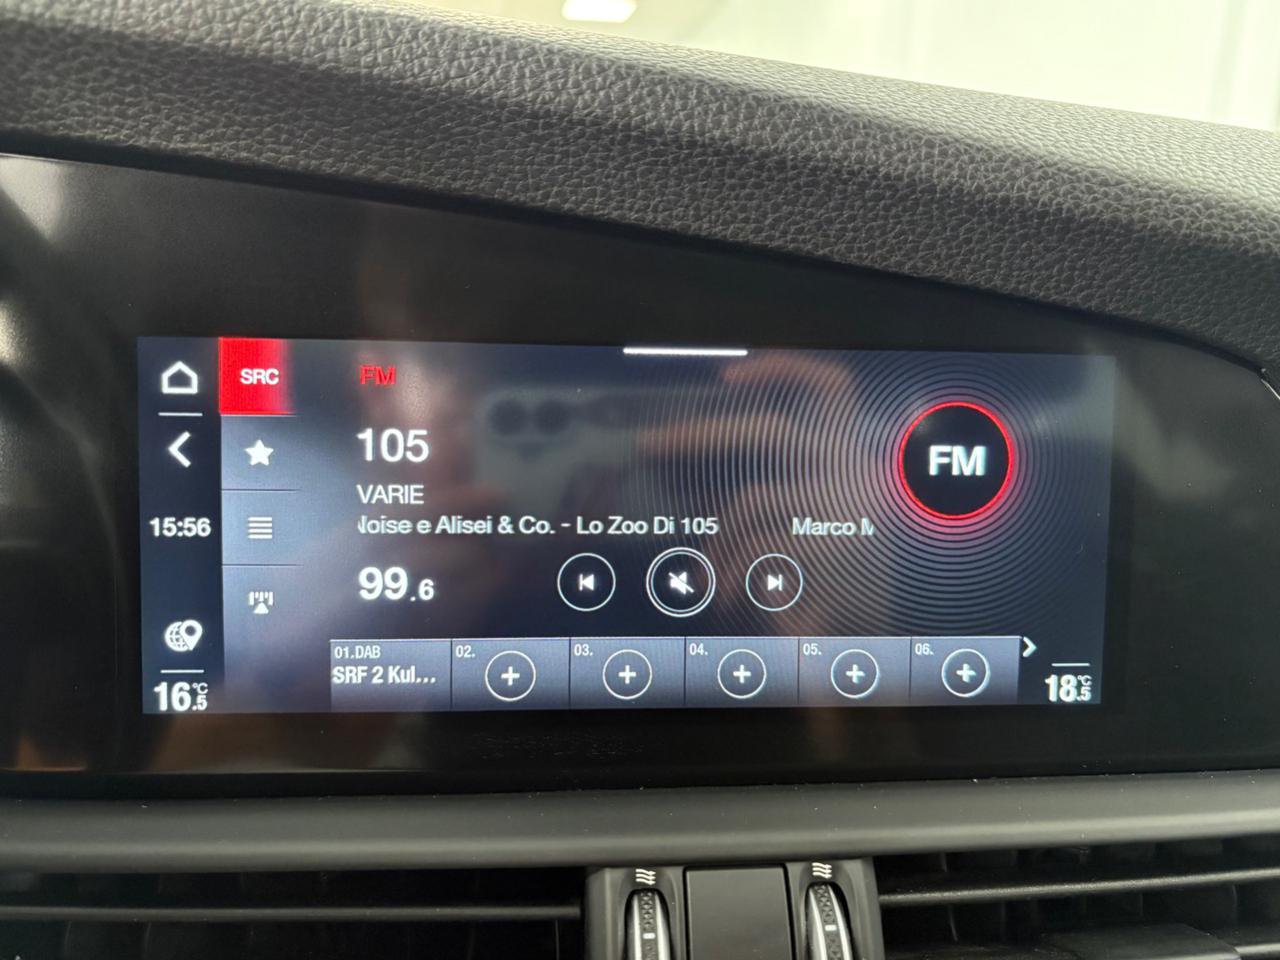 SRC
FM
105
VARIE
15:56
Noise e Alisei & Co. - Lo Zoo Di 105 Marco M
99.6
FM
01.DAB
SRF 2 Kul...
02.
03.
04.
05.
06.
16.5°C
18.5°C